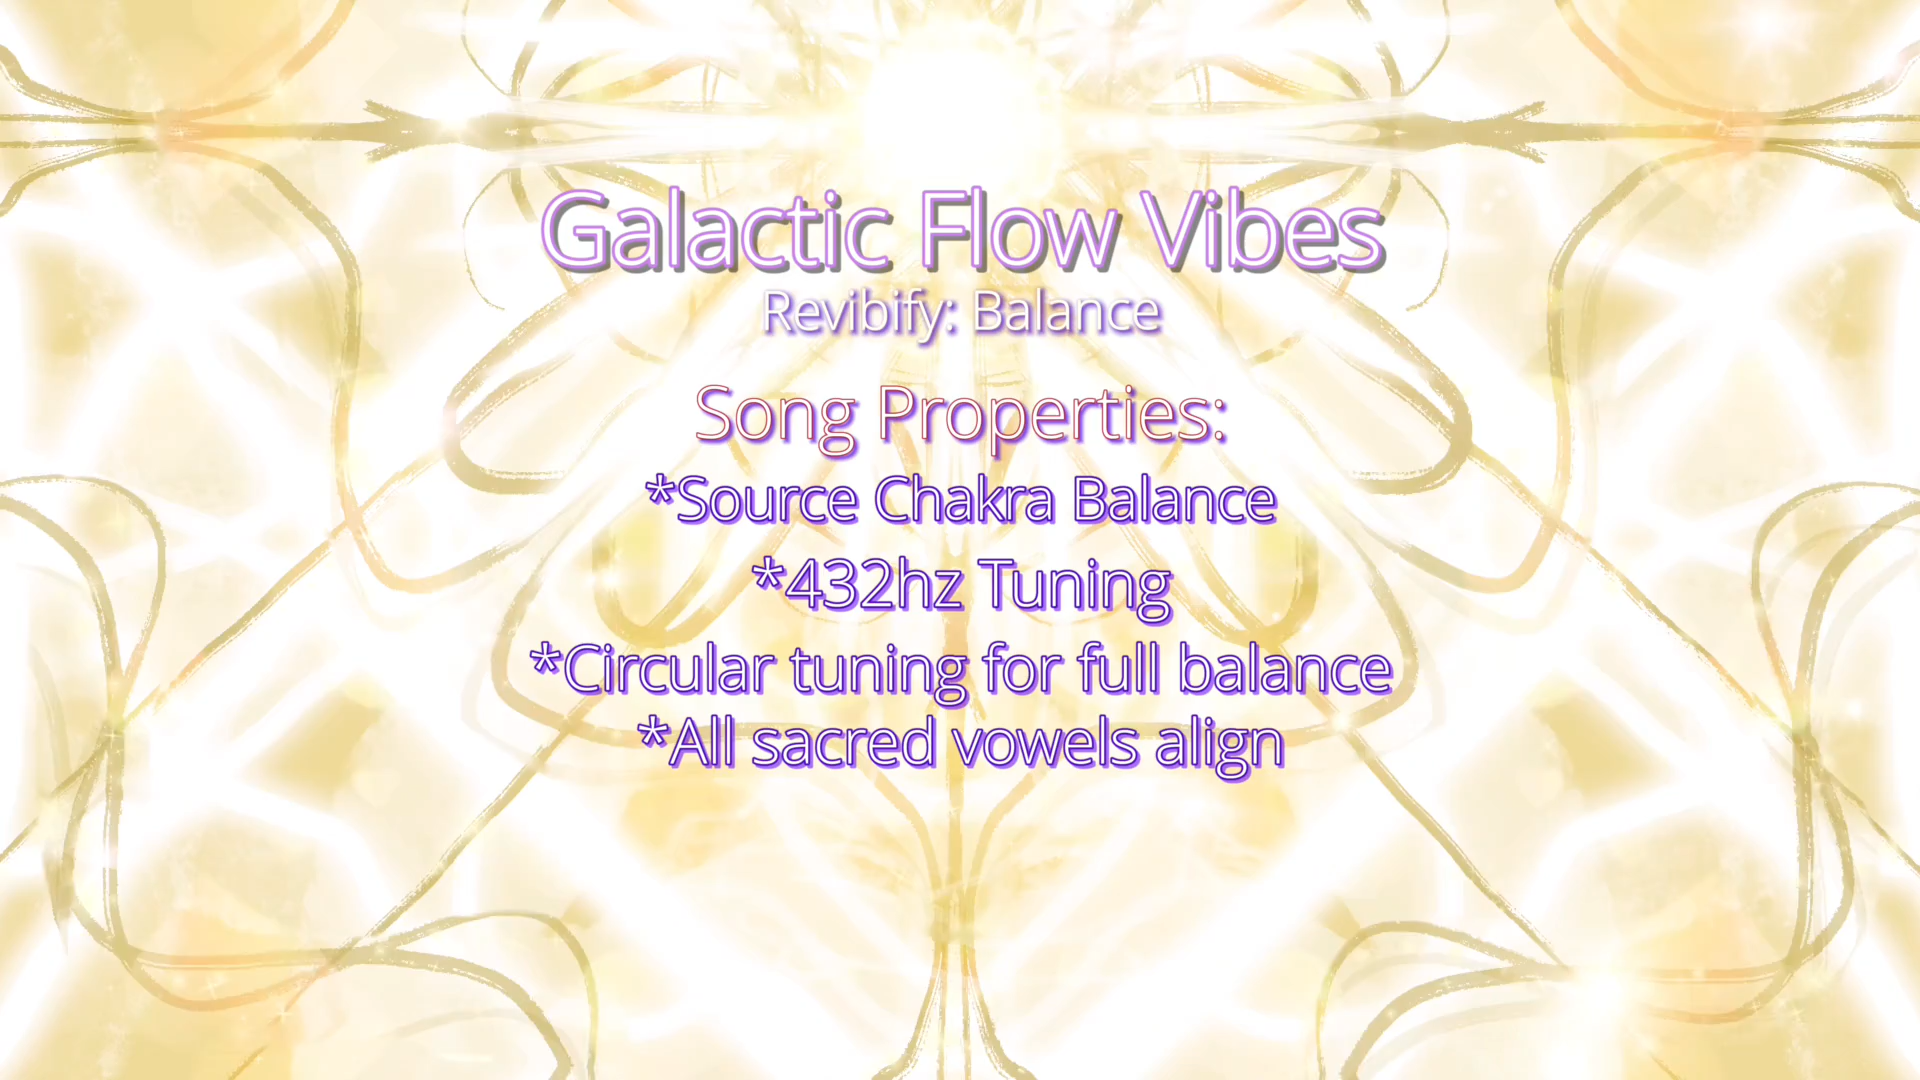 Galactic Flow Vibes
Revibify: Balance
Song Properties:
*Source Chakra Balance
*432hz Tuning
*Circular tuning for full balance
*All sacred vowels align